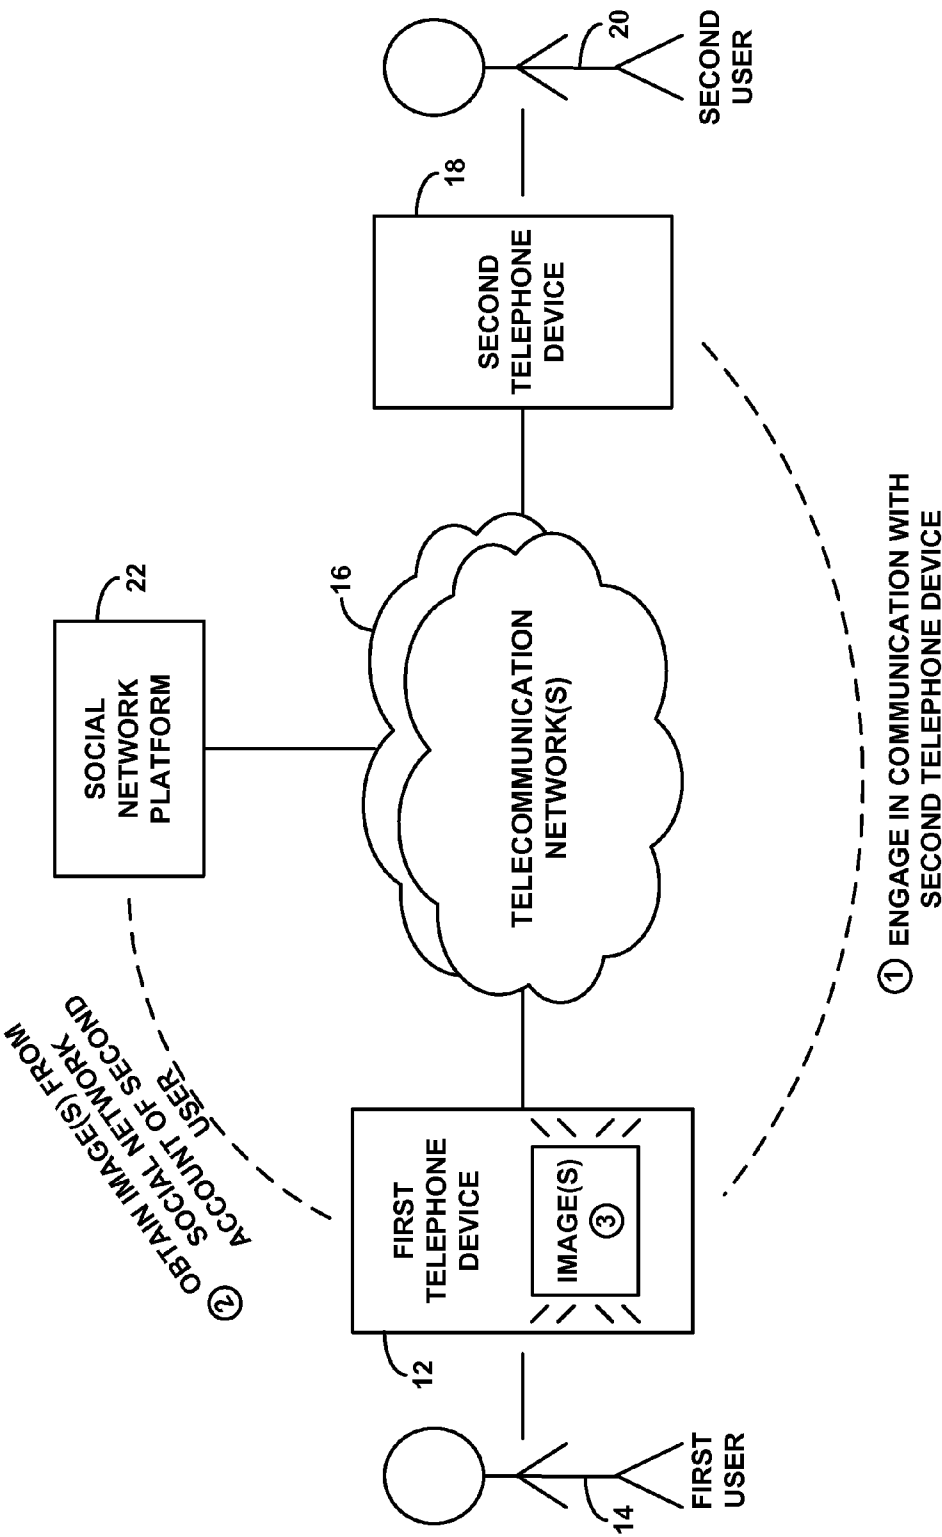 SOCIAL
NETWORK
PLATFORM
22
② OBTAIN IMAGE(S) FROM
SOCIAL NETWORK
ACCOUNT OF SECOND
USER
16
TELECOMMUNICATION
NETWORK(S)
12
FIRST
TELEPHONE
DEVICE
IMAGE(S)
③
18
SECOND
TELEPHONE
DEVICE
14
FIRST
USER
20
SECOND
USER
① ENGAGE IN COMMUNICATION WITH
SECOND TELEPHONE DEVICE